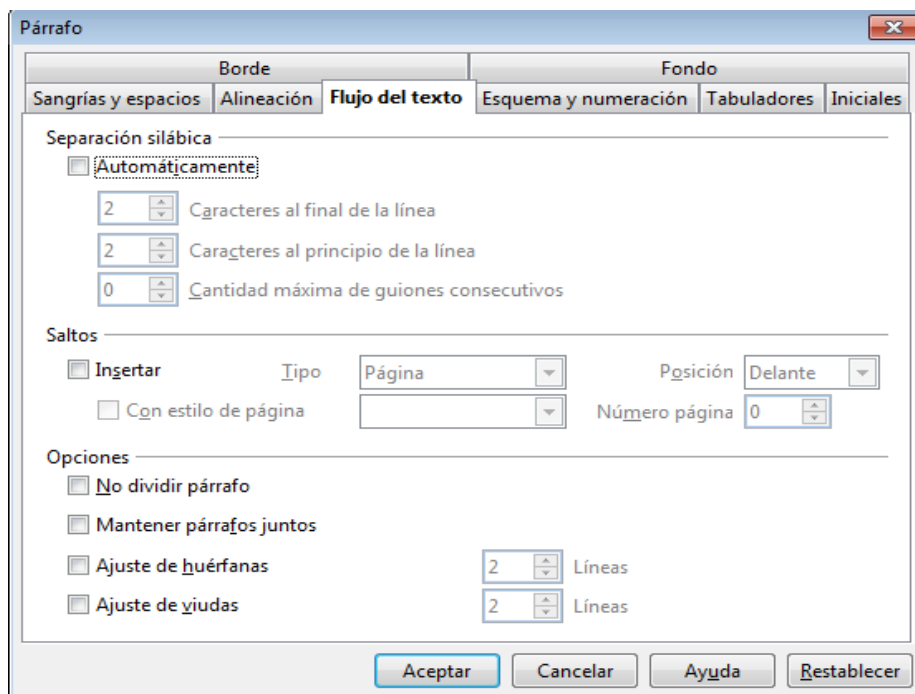 Párrafo
Borde Fondo
Sangrías y espacios Alineación Flujo del texto Esquema y numeración Tabuladores Iniciales
Separación silábica
Automáticamente
2 Caracteres al final de la línea
2 Caracteres al principio de la línea
0 Cantidad máxima de guiones consecutivos
Saltos
Insertar Tipo Página Posición Delante
Con estilo de página Número página 0
Opciones
No dividir párrafo
Mantener párrafos juntos
Ajuste de huérfanas 2 Líneas
Ajuste de viudas 2 Líneas
Aceptar Cancelar Ayuda Restablecer